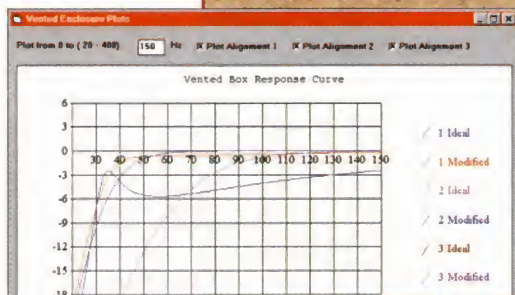 Vented Enclosure Plots
Plot from 0 to ( 20 - 400) 150 Hz Plot Alignment 1 Plot Alignment 2 Plot Alignment 3
Vented Box Response Curve
6
3
0
30 40 50 60 70 80 90 100 110 120 130 140 150
-3
-6
-9
-12
-15
-18
1 Ideal
1 Modified
2 Ideal
2 Modified
3 Ideal
3 Modified